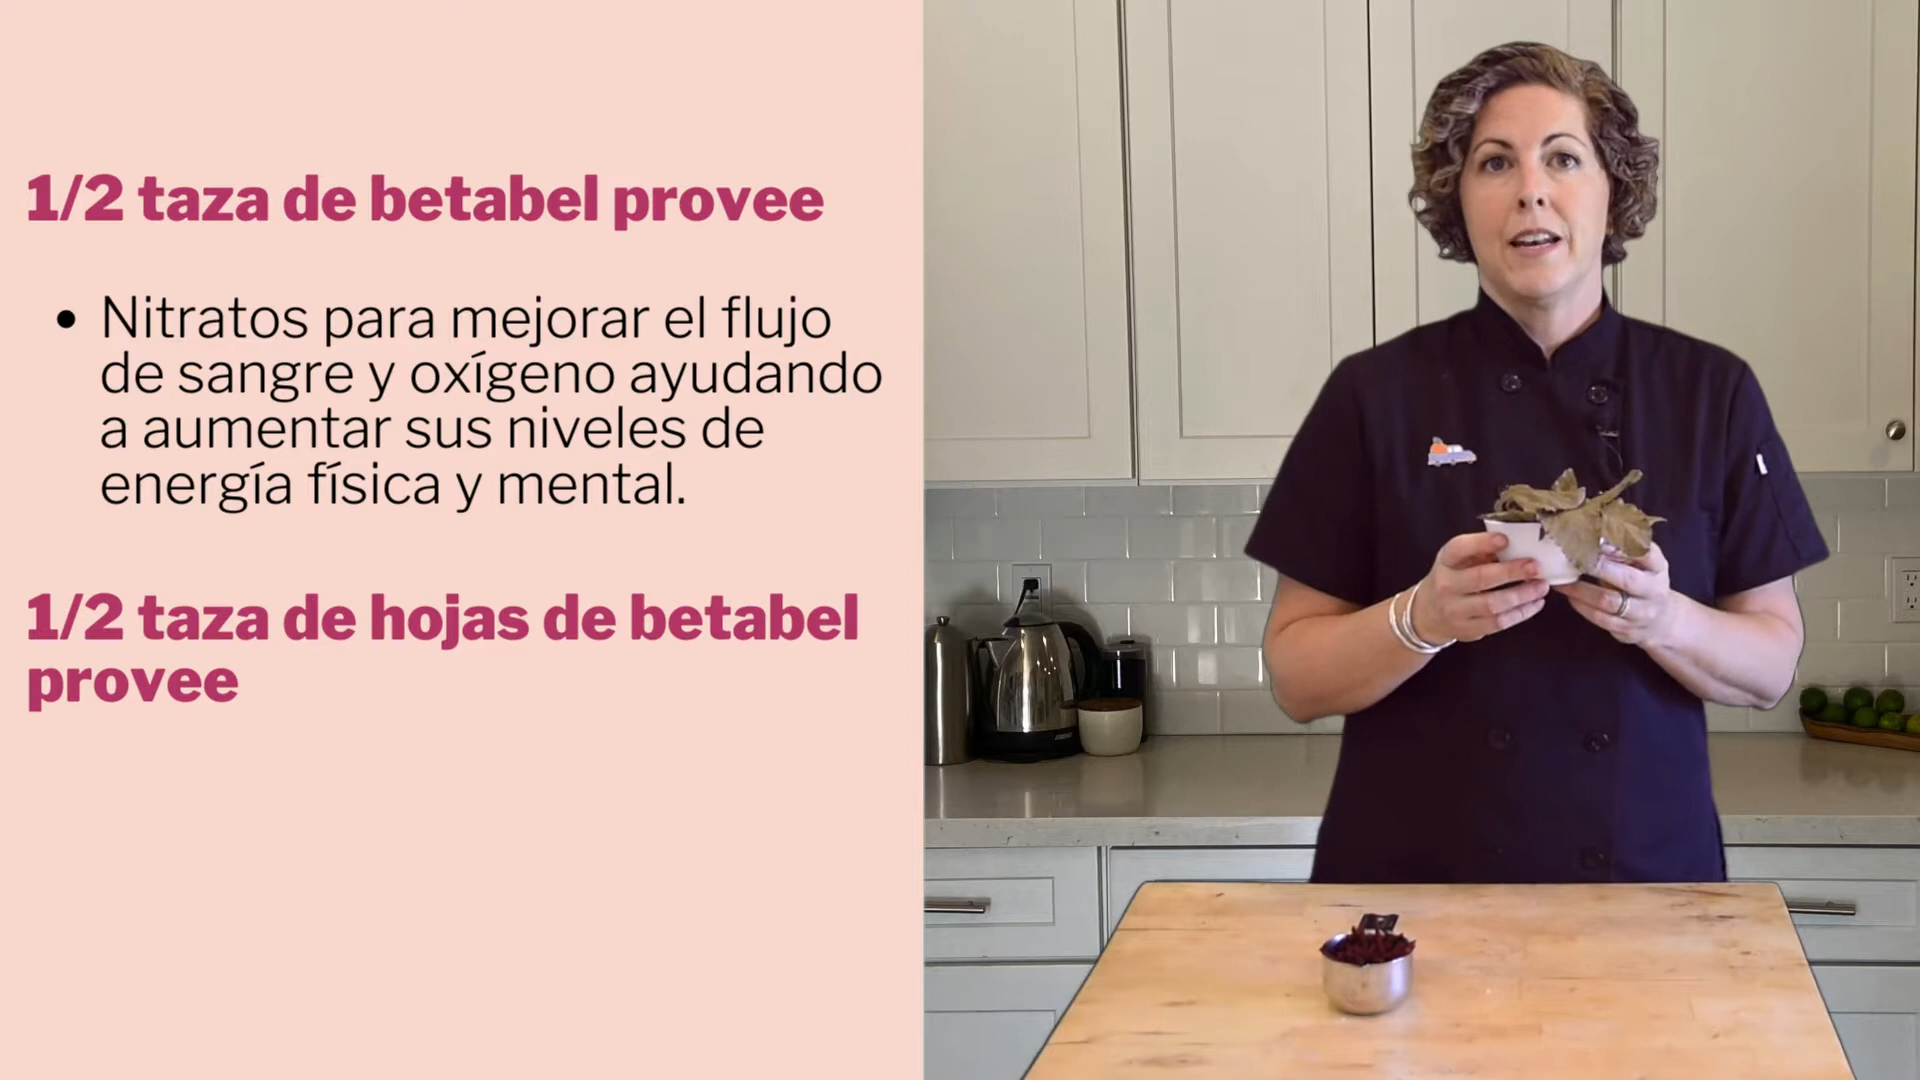 1/2 taza de betabel provee
• Nitratos para mejorar el flujo
de sangre y oxígeno ayudando
a aumentar sus niveles de
energía física y mental.
1/2 taza de hojas de betabel
provee